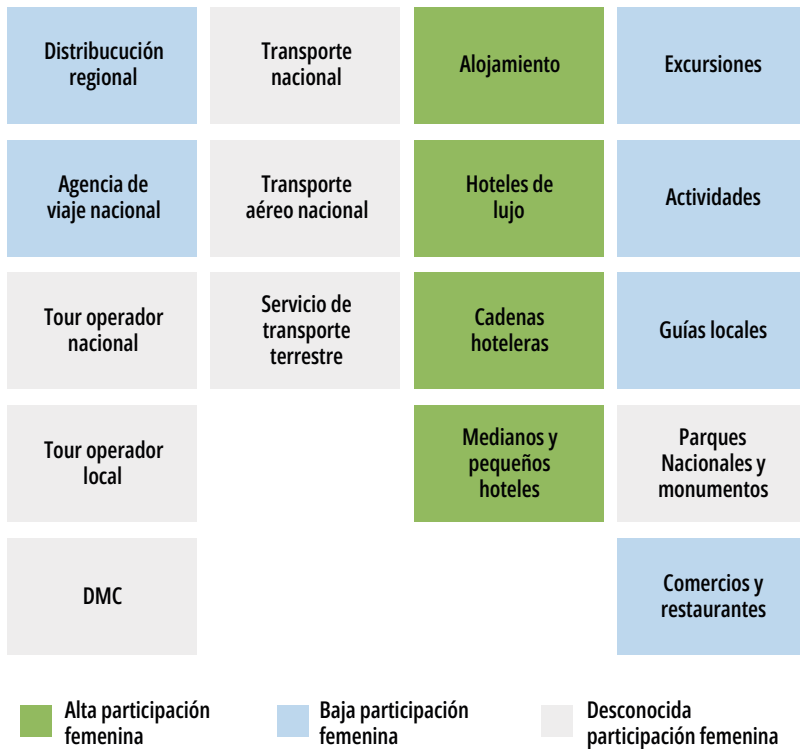 Distribucución
regional
Transporte
nacional
Alojamiento
Excursiones
Agencia de
viaje nacional
Transporte
aéreo nacional
Hoteles de
lujo
Actividades
Tour operador
nacional
Servicio de
transporte
terrestre
Cadenas
hoteleras
Guías locales
Tour operador
local
Medianos y
pequeños
hoteles
Parques
Nacionales y
monumentos
DMC
Comercios y
restaurantes
Alta participación
femenina
Baja participación
femenina
Desconocida
participación femenina